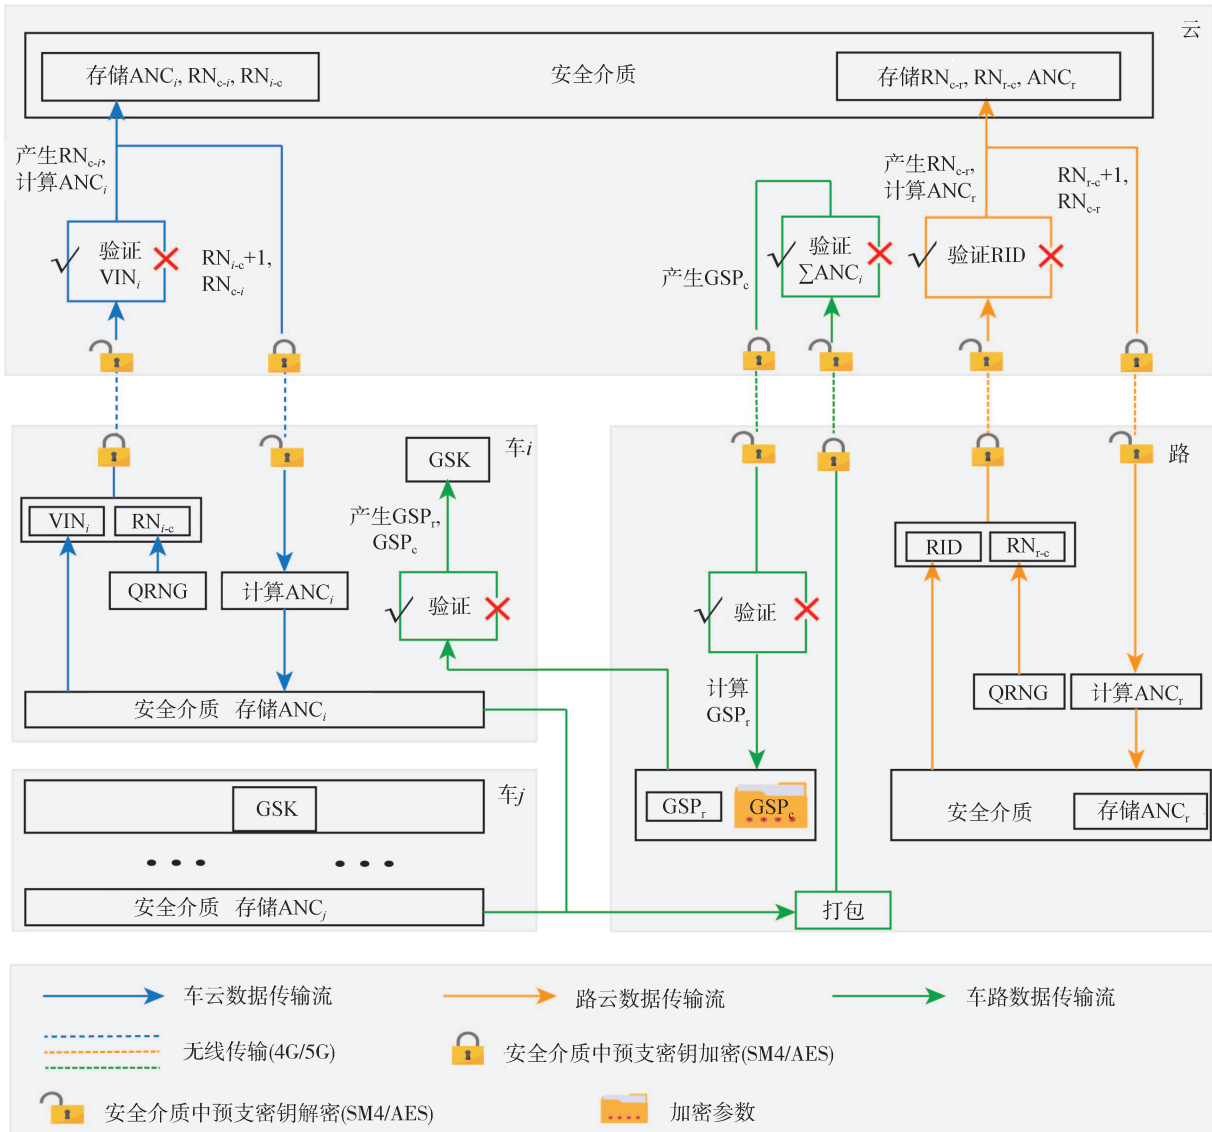 云
存储ANCi, RNc-i, RNi-c
安全介质
存储RNc-r, RNr-c, ANCr
产生RNc-i,
计算ANCi
验证
VINi
RNi-c+1,
RNc-i
产生GSPc
验证
∑ANCi
产生RNc-r,
计算ANCr
验证RID
RNr-c+1,
RNc-r
车i
GSK
VINi
RNi-c
QRNG
计算ANCi
产生GSPr,
GSPc
验证
安全介质 存储ANCi
车j
GSK
安全介质 存储ANCj
路
验证
计算
GSPr
GSPr
GSPc
RID
RNr-c
QRNG
计算ANCr
安全介质
存储ANCr
打包
车云数据传输流
路云数据传输流
车路数据传输流
无线传输(4G/5G)
安全介质中预支密钥加密(SM4/AES)
安全介质中预支密钥解密(SM4/AES)
加密参数